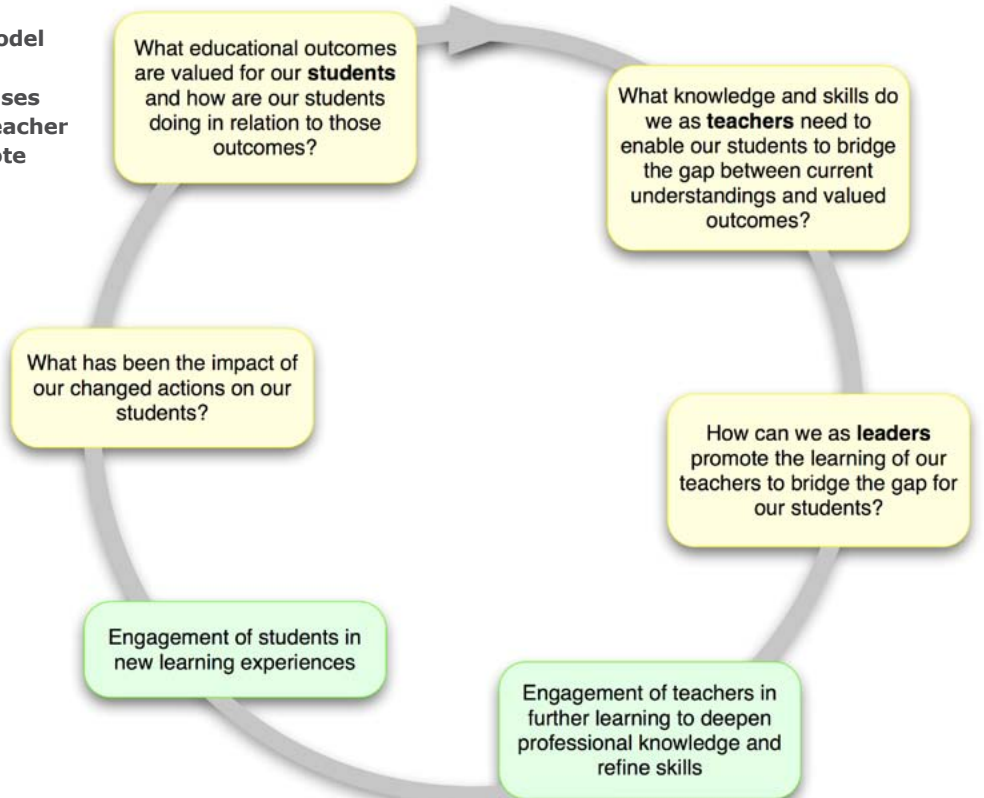 What educational outcomes
are valued for our students
and how are our students
doing in relation to those
outcomes?
What knowledge and skills do
we as teachers need to
enable our students to bridge
the gap between current
understandings and valued
outcomes?
How can we as leaders
promote the learning of our
teachers to bridge the gap for
our students?
Engagement of teachers in
further learning to deepen
professional knowledge and
refine skills
Engagement of students in
new learning experiences
What has been the impact of
our changed actions on our
students?